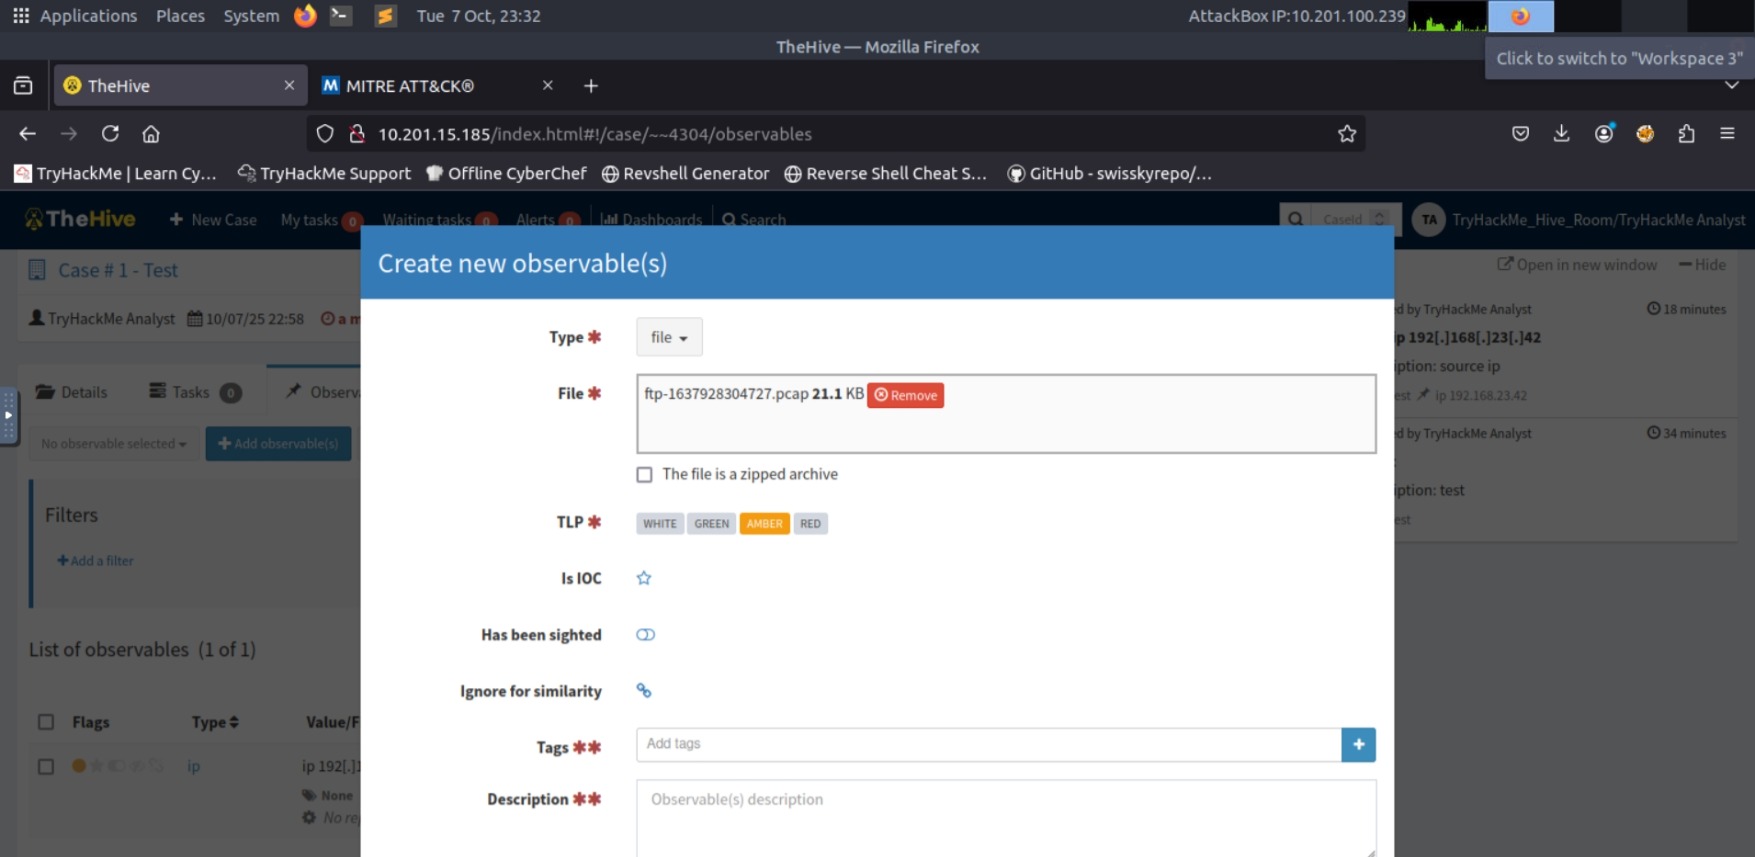 Applications Places System Tue 7 Oct, 23:32 AttackBox IP:10.201.100.239
TheHive — Mozilla Firefox
Click to switch to "Workspace 3"
TheHive MITRE ATT&CK®
10.201.15.185/index.html#!/case/~~4304/observables
TryHackMe | Learn Cy... TryHackMe Support Offline CyberChef Revshell Generator Reverse Shell Cheat S... GitHub - swisskyrepo/...
TheHive New Case My tasks 0 Waiting tasks 0 Alerts 0 Dashboards Search CaseId TA TryHackMe_Hive_Room/TryHackMe Analyst
Create new observable(s)
Case # 1 - Test
Open in new window Hide
TryHackMe Analyst 10/07/25 22:58 a m
d by TryHackMe Analyst 18 minutes
p 192[.]168[.]23[.]42
iption: source ip
est ip 192.168.23.42
d by TryHackMe Analyst 34 minutes
iption: test
est
Details Tasks 0 Observa
No observable selected Add observable(s)
Filters
Add a filter
List of observables (1 of 1)
Flags Type Value/F
ip ip 192[.]1
None
No re
Type * file
File * ftp-1637928304727.pcap 21.1 KB Remove
The file is a zipped archive
TLP * WHITE GREEN AMBER RED
Is IOC
Has been sighted
Ignore for similarity
Tags ** Add tags +
Description ** Observable(s) description